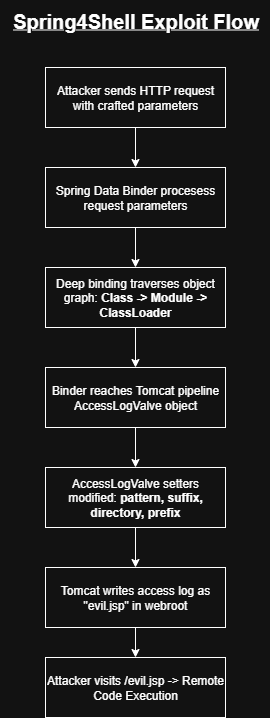 Spring4Shell Exploit Flow
Attacker sends HTTP request
with crafted parameters
Spring Data Binder procesess
request parameters
Deep binding traverses object
graph: Class -> Module ->
ClassLoader
Binder reaches Tomcat pipeline
AccessLogValve object
AccessLogValve setters
modified: pattern, suffix,
directory, prefix
Tomcat writes access log as
"evil.jsp" in webroot
Attacker visits /evil.jsp -> Remote
Code Execution